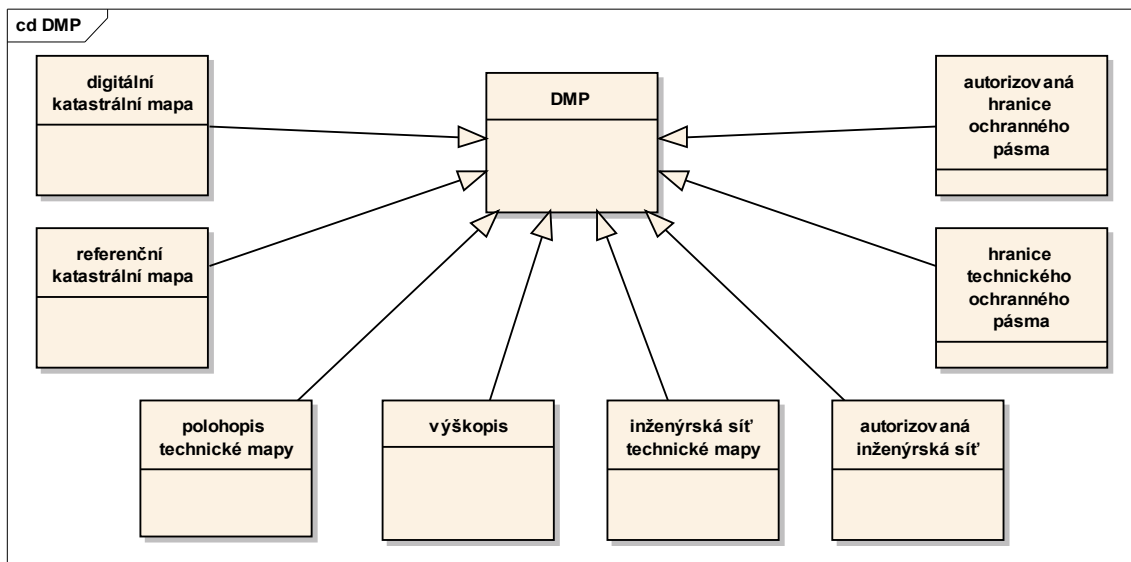 cd DMP
digitální
katastrální mapa
DMP
autorizovaná
hranice
ochranného
pásma
referenční
katastrální mapa
hranice
technického
ochranného
pásma
polohopis
technické mapy
výškopis
inženýrská síť
technické mapy
autorizovaná
inženýrská síť